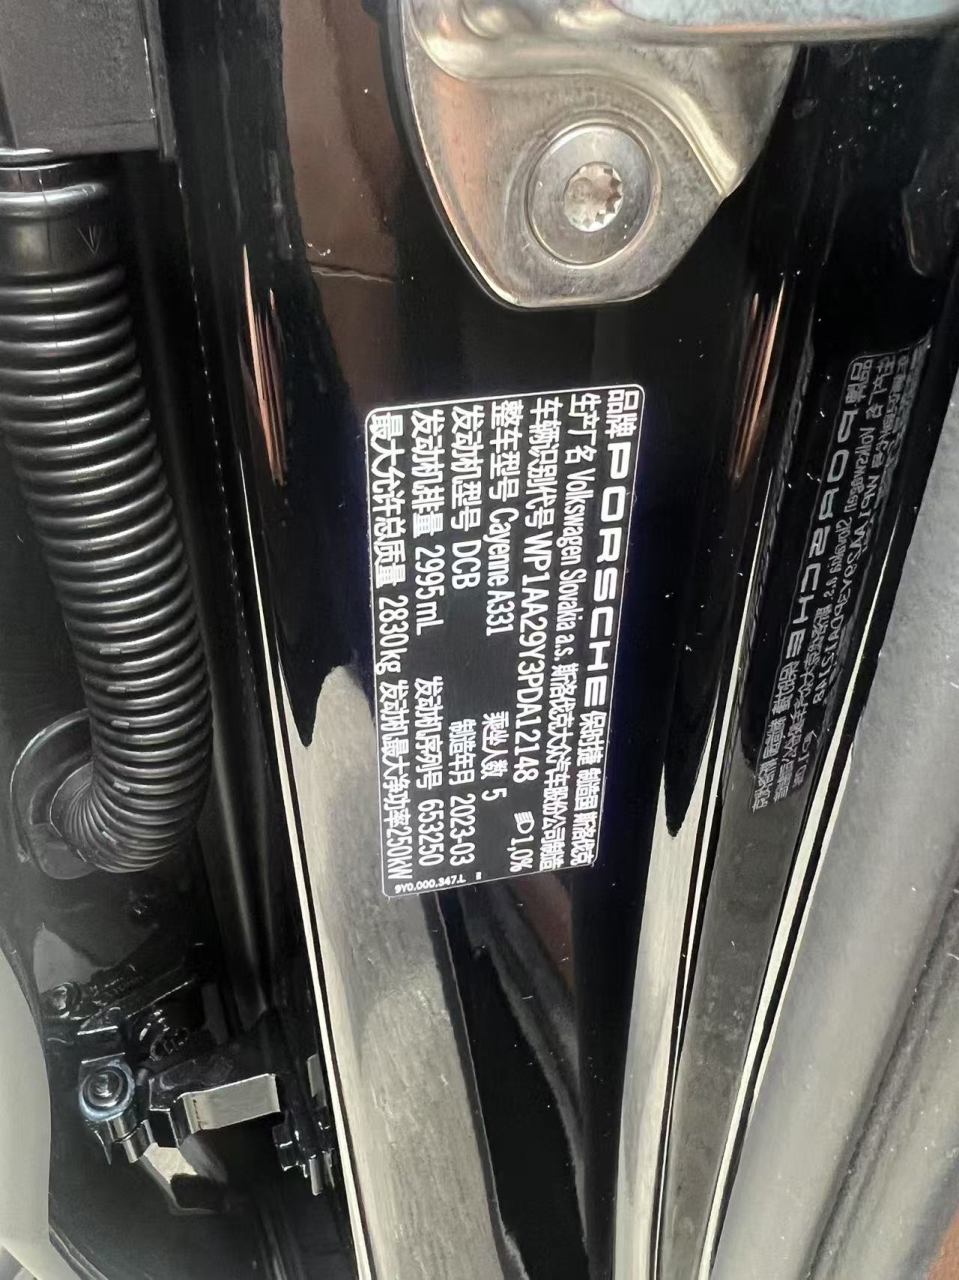 品牌 PORSCHE 保时捷 制造国 斯洛伐克
生产厂名 Volkswagen Slovakia a.s. 斯洛伐克大众汽车股份公司制造
车辆识别代号 WP1AA29Y3PDA12148 1,0%
整车型号 Cayenne A331 乘坐人数 5
发动机型号 DCB 制造年月 2023-03
发动机排量 2995mL 发动机序列号 653250
最大允许总质量 2830kg 发动机最大净功率250kW
9Y0.000.347.L